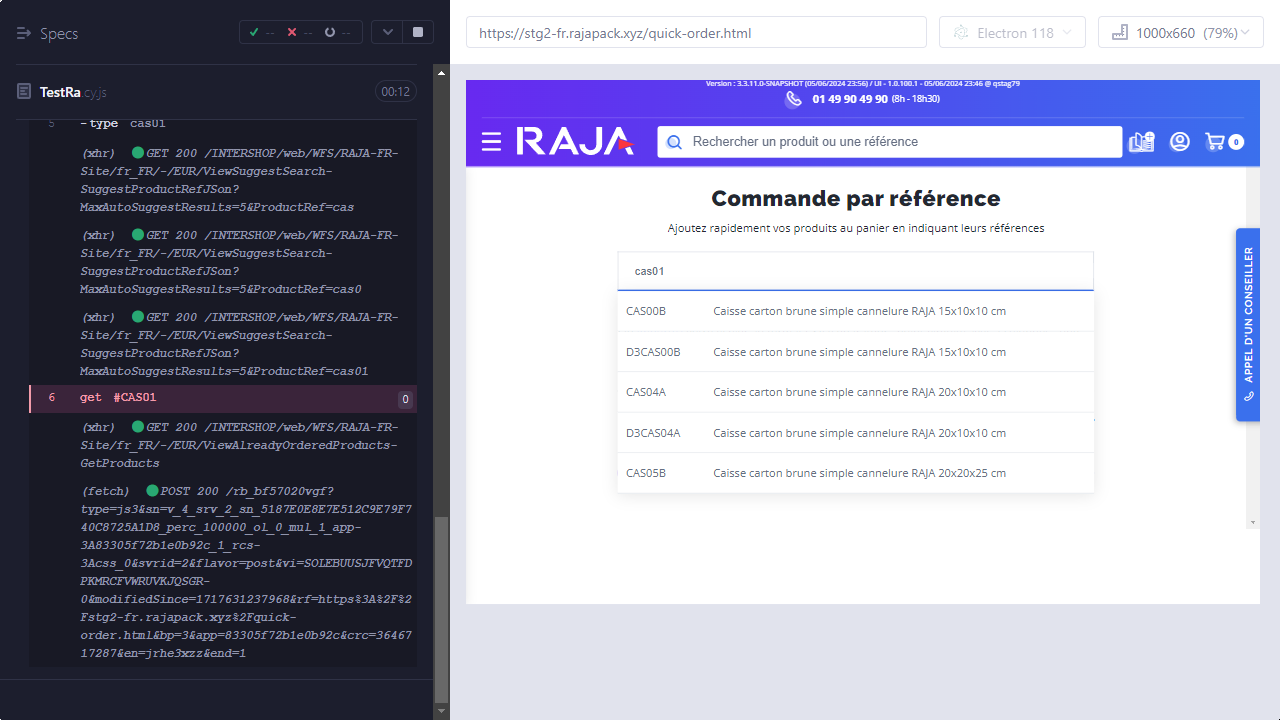 Specs
-- -- --
TestRa.cy.js 00:12
5 -type cas01
(xhr) GET 200 /INTERSHOP/web/WFS/RAJA-FR-
Site/fr_FR/-/EUR/ViewSuggestSearch-
SuggestProductRefJSon?
MaxAutoSuggestResults=5&ProductRef=cas
(xhr) GET 200 /INTERSHOP/web/WFS/RAJA-FR-
Site/fr_FR/-/EUR/ViewSuggestSearch-
SuggestProductRefJSon?
MaxAutoSuggestResults=5&ProductRef=cas0
(xhr) GET 200 /INTERSHOP/web/WFS/RAJA-FR-
Site/fr_FR/-/EUR/ViewSuggestSearch-
SuggestProductRefJSon?
MaxAutoSuggestResults=5&ProductRef=cas01
6 get #CAS01 0
(xhr) GET 200 /INTERSHOP/web/WFS/RAJA-FR-
Site/fr_FR/-/EUR/ViewAlreadyOrderedProducts-
GetProducts
(fetch) POST 200 /rb_bf57020vgf?
type=js3&sn=v_4_srv_2_sn_5187E0E8E7E512C9E79F7
40C8725A1D8_perc_100000_ol_0_mul_1_app-
3A83305f72b1e0b92c_1_rcs-
3Acss_0&svrid=2&flavor=post&vi=SOLEBUUSJFVQTFD
PKMRCFVWRUVKJQSGR-
0&modifiedSince=1717631237968&rf=https%3A%2F%2
Fstg2-fr.rajapack.xyz%2Fquick-
order.html&bp=3&app=83305f72b1e0b92c&crc=36467
17287&en=jrhe3xzz&end=1
https://stg2-fr.rajapack.xyz/quick-order.html
Electron 118
1000x660 (79%)
Version : 3.3.11.0-SNAPSHOT (05/06/2024 23:56) / UI - 1.0.100.1 - 05/06/2024 23:46 @ qstag79
01 49 90 49 90 (8h - 18h30)
RAJA
Rechercher un produit ou une référence
0
Commande par référence
Ajoutez rapidement vos produits au panier en indiquant leurs références
cas01
CAS00B Caisse carton brune simple cannelure RAJA 15x10x10 cm
D3CAS00B Caisse carton brune simple cannelure RAJA 15x10x10 cm
CAS04A Caisse carton brune simple cannelure RAJA 20x10x10 cm
D3CAS04A Caisse carton brune simple cannelure RAJA 20x10x10 cm
CAS05B Caisse carton brune simple cannelure RAJA 20x20x25 cm
APPEL D'UN CONSEILLER